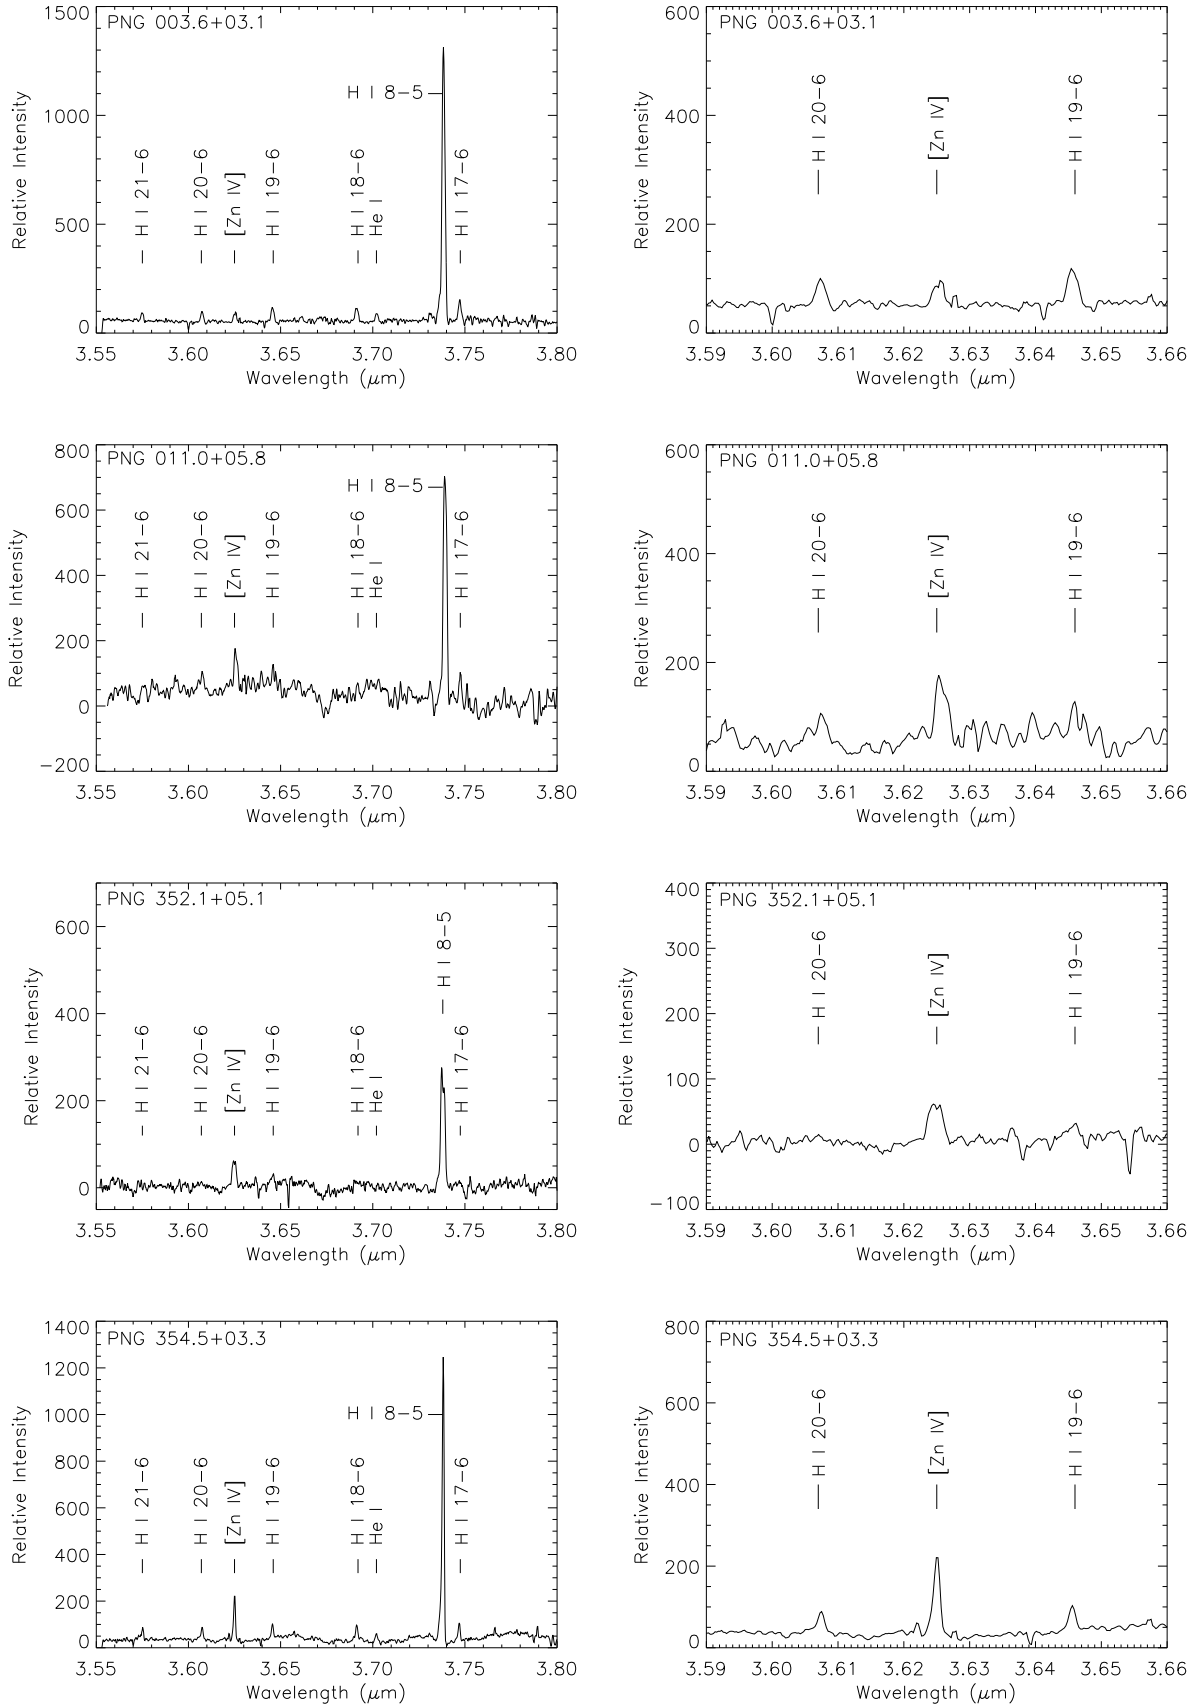 PNG 003.6+03.1
H I 8-5
H I 21-6
H I 20-6
[Zn IV]
H I 19-6
H I 18-6
He I
H I 17-6
1500
1000
500
0
Relative Intensity
3.55 3.60 3.65 3.70 3.75 3.80
Wavelength (μm)
PNG 003.6+03.1
H I 20-6
[Zn IV]
H I 19-6
600
400
200
0
Relative Intensity
3.59 3.60 3.61 3.62 3.63 3.64 3.65 3.66
Wavelength (μm)
PNG 011.0+05.8
H I 8-5
H I 21-6
H I 20-6
[Zn IV]
H I 19-6
H I 18-6
He I
H I 17-6
800
600
400
200
0
-200
Relative Intensity
3.55 3.60 3.65 3.70 3.75 3.80
Wavelength (μm)
PNG 011.0+05.8
H I 20-6
[Zn IV]
H I 19-6
600
400
200
0
Relative Intensity
3.59 3.60 3.61 3.62 3.63 3.64 3.65 3.66
Wavelength (μm)
PNG 352.1+05.1
H I 8-5
H I 21-6
H I 20-6
[Zn IV]
H I 19-6
H I 18-6
He I
H I 17-6
600
400
200
0
Relative Intensity
3.55 3.60 3.65 3.70 3.75 3.80
Wavelength (μm)
PNG 352.1+05.1
H I 20-6
[Zn IV]
H I 19-6
400
300
200
100
0
-100
Relative Intensity
3.59 3.60 3.61 3.62 3.63 3.64 3.65 3.66
Wavelength (μm)
PNG 354.5+03.3
H I 8-5
H I 21-6
H I 20-6
[Zn IV]
H I 19-6
H I 18-6
He I
H I 17-6
1400
1200
1000
800
600
400
200
0
Relative Intensity
3.55 3.60 3.65 3.70 3.75 3.80
Wavelength (μm)
PNG 354.5+03.3
H I 20-6
[Zn IV]
H I 19-6
800
600
400
200
0
Relative Intensity
3.59 3.60 3.61 3.62 3.63 3.64 3.65 3.66
Wavelength (μm)